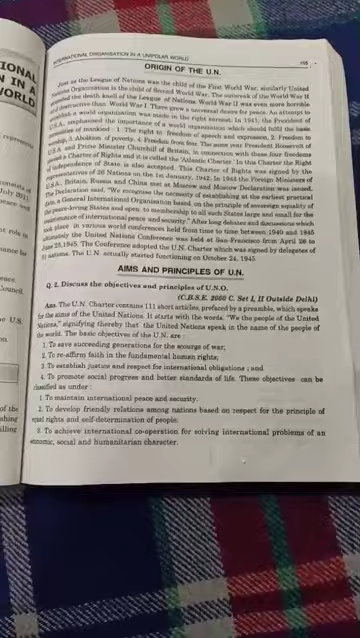 IONAL
N IN A
WORLD
represents
July 2011
INTERNATIONAL ORGANISATION IN A UNIPOLAR WORLD
ORIGIN OF THE U.N.
Just as the League of Nations was the child of the First World War, similarly United
Nations Organization is the child of Second World War. The outbreak of the World War II
sounded the death knell of the League of Nations. World War II was even more horrible
and destructive than World War I. There grew a universal desire for peace. An attempt to
establish a world organization was made in the right earnest. In 1941, the President of
U.S.A., emphasised the importance of a world organization which should fulfil the basic
of mankind : 1. The right to freedom of speech and expression, 2. Freedom to
worship, 3. Abolition of poverty, 4. Freedom from fear. The same year President Roosevelt of
U.S.A and Prime Minister Churchill of Britain, in connection with these four freedoms
a Charter of Rights and it is called the 'Atlantic Charter.' In this Charter the Right
of independence of State is also accepted. This Charter of Rights was signed by the
representatives of 26 Nations on the 1st January, 1942. In 1943 the Foreign Ministers of
U.S.A., Britain, Russia and China met at Moscow and Moscow Declaration was issued.
the Declaration said, "We recognise the necessity of establishing at the earliest practical
date, a General International Organization based on the principle of sovereign equality of
the peace-loving States and open to membership to all such States large and small for the
maintenance of international peace and security." After long debates and discussions which
took place in various world conferences held from time to time between 1940 and 1945
ultimately the United Nations Conference was held at San Francisco from April 26 to
June 25,1945. The Conference adopted the U.N. Charter which was signed by delegates of
51 nations. The U.N. actually started functioning on October 24, 1945.
AIMS AND PRINCIPLES OF U.N.
Q. 2. Discuss the objectives and principles of U.N.O.
(C.B.S.E. 2000 C. Set I, II Outside Delhi)
Ans. The U.N. Charter contains 111 short articles, prefaced by a preamble, which speaks
for the aims of the United Nations. It starts with the words. "We the people of the United
Nations," signifying thereby that the United Nations speak in the name of the people of
the world. The basic objectives of the U.N. are :
1. To save succeeding generations for the scourge of war;
2. To re-affirm faith in the fundamental human rights;
3. To establish justice and respect for international obligations ; and
4. To promote social progress and better standards of life. These objectives can be
classified as under :
1. To maintain international peace and security.
2. To develop friendly relations among nations based on respect for the principle of
equal rights and self-determination of people.
3. To achieve international co-operation for solving international problems of an
economic, social and humanitarian character.